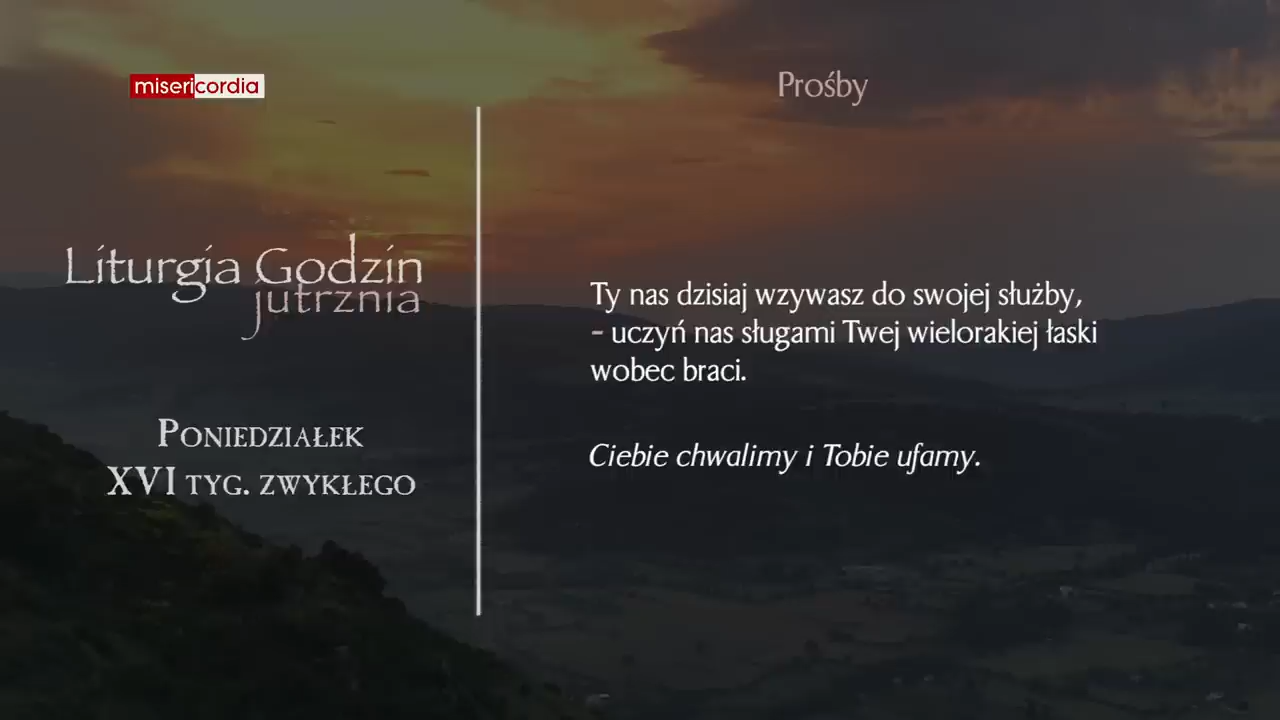 misericordia
Liturgia Godzin
jutrznia
Poniedziałek
XVI tyg. zwykłego
Prośby
Ty nas dzisiaj wzywasz do swojej służby,
- uczyń nas sługami Twej wielorakiej łaski
wobec braci.
Ciebie chwalimy i Tobie ufamy.